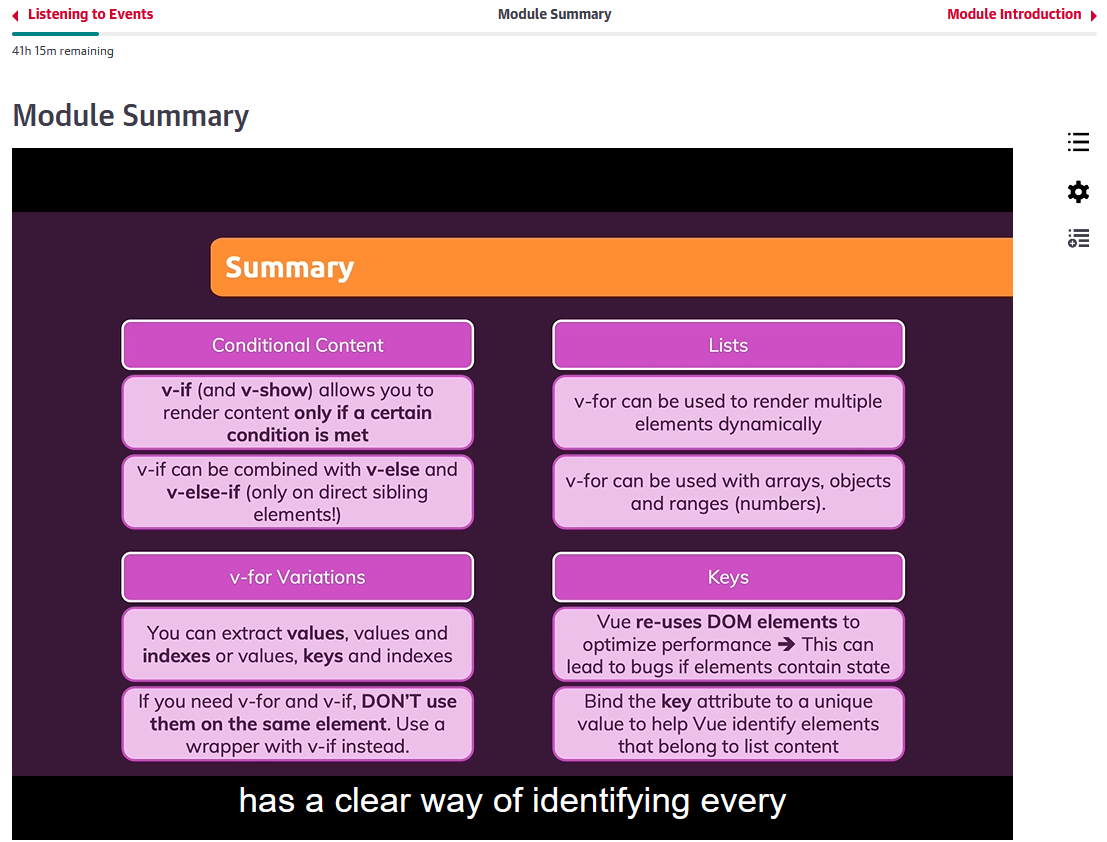 Listening to Events
Module Summary
Module Introduction
41h 15m remaining
Module Summary
Summary
Conditional Content
v-if (and v-show) allows you to
render content only if a certain
condition is met
v-if can be combined with v-else and
v-else-if (only on direct sibling
elements!)
Lists
v-for can be used to render multiple
elements dynamically
v-for can be used with arrays, objects
and ranges (numbers).
v-for Variations
You can extract values, values and
indexes or values, keys and indexes
If you need v-for and v-if, DON'T use
them on the same element. Use a
wrapper with v-if instead.
Keys
Vue re-uses DOM elements to
optimize performance ➔ This can
lead to bugs if elements contain state
Bind the key attribute to a unique
value to help Vue identify elements
that belong to list content
has a clear way of identifying every